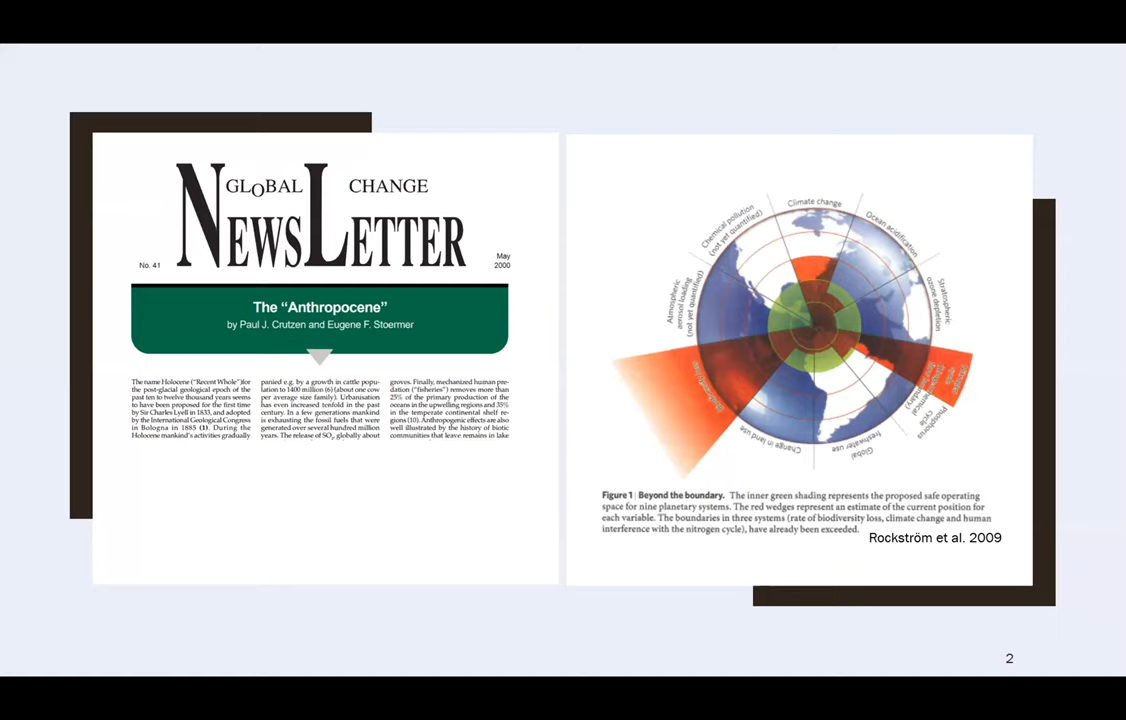 GLOBAL CHANGE
NEWSLETTER
No. 41
May
2000
The “Anthropocene”
by Paul J. Crutzen and Eugene F. Stoermer
The name Holocene (“Recent Whole”)for
the post-glacial geological epoch of the
past ten to twelve thousand years seems
to have been proposed for the first time
by Sir Charles Lyell in 1833, and adopted
by the International Geological Congress
in Bologna in 1885 (1). During the
Holocene mankind’s activities gradually
panied e.g. by a growth in cattle popu-
lation to 1400 million (6) (about one cow
per average size family). Urbanisation
has even increased tenfold in the past
century. In a few generations mankind
is exhausting the fossil fuels that were
generated over several hundred million
years. The release of SO2, globally about
groves. Finally, mechanized human pre-
dation (“fisheries”) removes more than
25% of the primary production of the
oceans in the upwelling regions and 35%
in the temperate continental shelf re-
gions (10). Anthropogenic effects are also
well illustrated by the history of biotic
communities that leave remains in lake
Climate change
Ocean acidification
Stratospheric
ozone depletion
Phosphorus
cycle
Global
freshwater use
Change in land use
Biodiversity loss
Atmospheric
aerosol loading
(not yet quantified)
Chemical pollution
(not yet quantified)
Figure 1 | Beyond the boundary. The inner green shading represents the proposed safe operating
space for nine planetary systems. The red wedges represent an estimate of the current position for
each variable. The boundaries in three systems (rate of biodiversity loss, climate change and human
interference with the nitrogen cycle), have already been exceeded.
Rockström et al. 2009
2